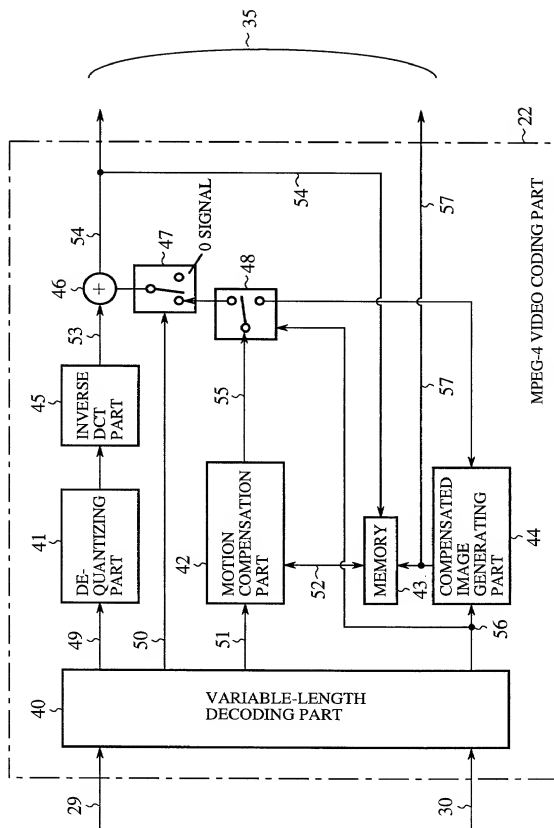 35
22
54
54
57
46
47
0 SIGNAL
48
53
45
INVERSE
DCT
PART
55
57
41
DE-
QUANTIZING
PART
42
MOTION
COMPENSATION
PART
52
MEMORY
43
COMPENSATED
IMAGE
GENERATING
PART
44
49
50
51
56
40
VARIABLE-LENGTH
DECODING PART
29
30
MPEG-4 VIDEO CODING PART